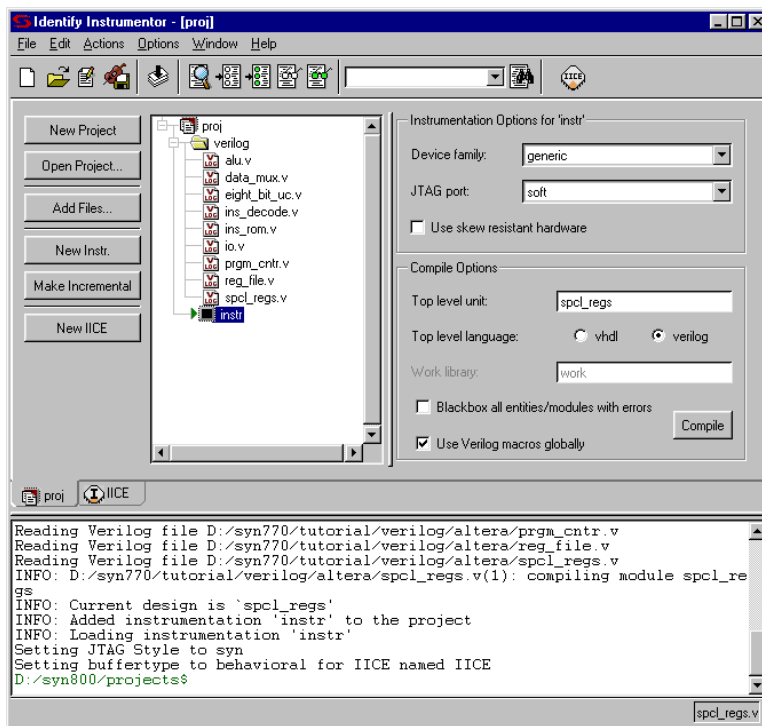 Identify Instrumentor - [proj]
File Edit Actions Options Window Help
IICE
New Project
Open Project...
Add Files...
New Instr.
Make Incremental
New IICE
proj
verilog
alu.v
data_mux.v
eight_bit_uc.v
ins_decode.v
ins_rom.v
io.v
prgm_cntr.v
reg_file.v
spcl_regs.v
instr
Instrumentation Options for 'instr'
Device family: generic
JTAG port: soft
Use skew resistant hardware
Compile Options
Top level unit: spcl_regs
Top level language: vhdl verilog
Work library: work
Blackbox all entities/modules with errors
Compile
Use Verilog macros globally
proj IICE
Reading Verilog file D:/syn770/tutorial/verilog/altera/prgm_cntr.v
Reading Verilog file D:/syn770/tutorial/verilog/altera/reg_file.v
Reading Verilog file D:/syn770/tutorial/verilog/altera/spcl_regs.v
INFO: D:/syn770/tutorial/verilog/altera/spcl_regs.v(1): compiling module spcl_re
gs
INFO: Current design is `spcl_regs'
INFO: Added instrumentation 'instr' to the project
INFO: Loading instrumentation 'instr'
Setting JTAG Style to syn
Setting buffertype to behavioral for IICE named IICE
D:/syn800/projects$
spcl_regs.v